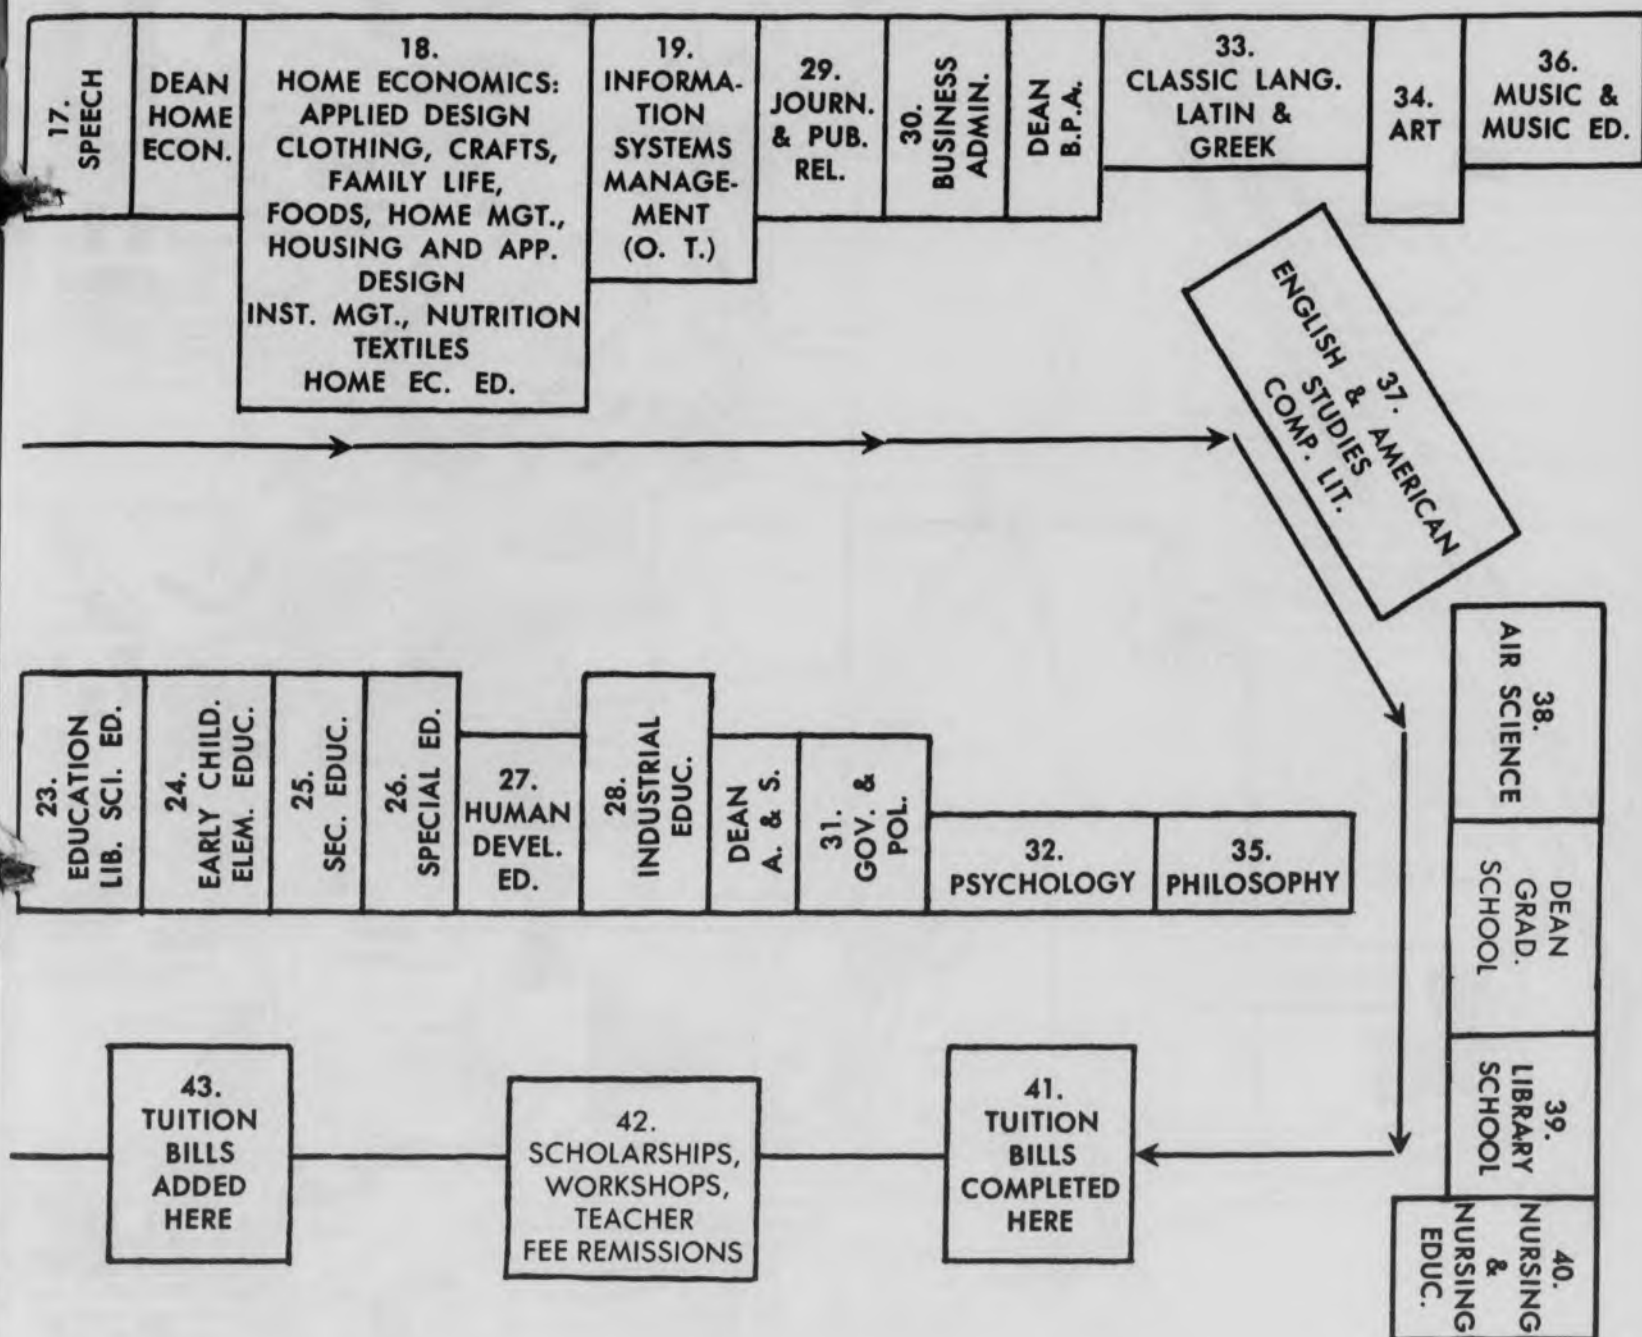 17.
SPEECH
DEAN
HOME
ECON.
18.
HOME ECONOMICS:
APPLIED DESIGN
CLOTHING, CRAFTS,
FAMILY LIFE,
FOODS, HOME MGT.,
HOUSING AND APP.
DESIGN
INST. MGT., NUTRITION
TEXTILES
HOME EC. ED.
19.
INFORMA-
TION
SYSTEMS
MANAGE-
MENT
(O. T.)
29.
JOURN.
& PUB.
REL.
30.
BUSINESS
ADMIN.
DEAN
B.P.A.
33.
CLASSIC LANG.
LATIN &
GREEK
34.
ART
36.
MUSIC &
MUSIC ED.
37.
ENGLISH & AMERICAN
STUDIES
COMP. LIT.
38.
AIR SCIENCE
DEAN
GRAD.
SCHOOL
39.
LIBRARY
SCHOOL
40.
NURSING
&
NURSING
EDUC.
23.
EDUCATION
LIB. SCI. ED.
24.
EARLY CHILD.
ELEM. EDUC.
25.
SEC. EDUC.
26.
SPECIAL ED.
27.
HUMAN
DEVEL.
ED.
28.
INDUSTRIAL
EDUC.
DEAN
A. & S.
31.
GOV. &
POL.
32.
PSYCHOLOGY
35.
PHILOSOPHY
43.
TUITION
BILLS
ADDED
HERE
42.
SCHOLARSHIPS,
WORKSHOPS,
TEACHER
FEE REMISSIONS
41.
TUITION
BILLS
COMPLETED
HERE